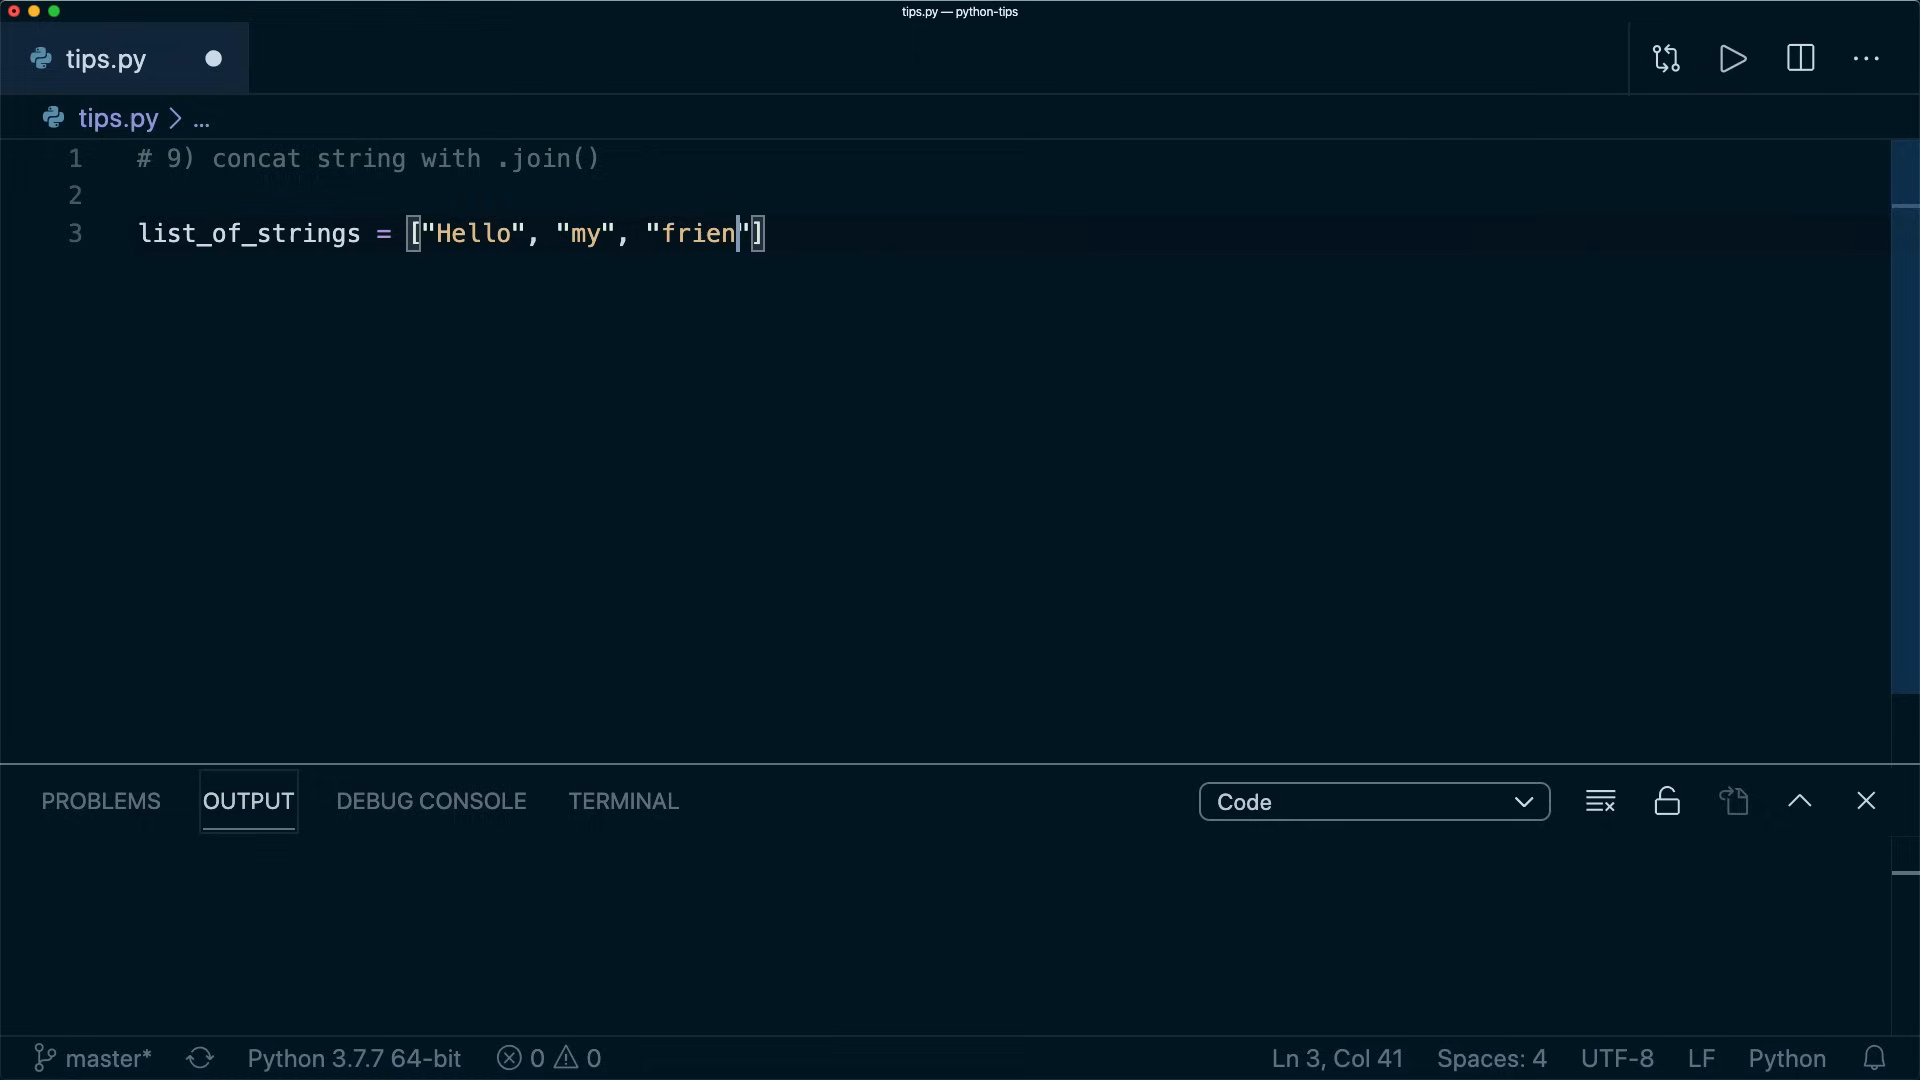 tips.py — python-tips
tips.py
tips.py > ...
1 # 9) concat string with .join()
2
3 list_of_strings = ["Hello", "my", "frien"]
PROBLEMS OUTPUT DEBUG CONSOLE TERMINAL Code
master* Python 3.7.7 64-bit 0 0 Ln 3, Col 41 Spaces: 4 UTF-8 LF Python